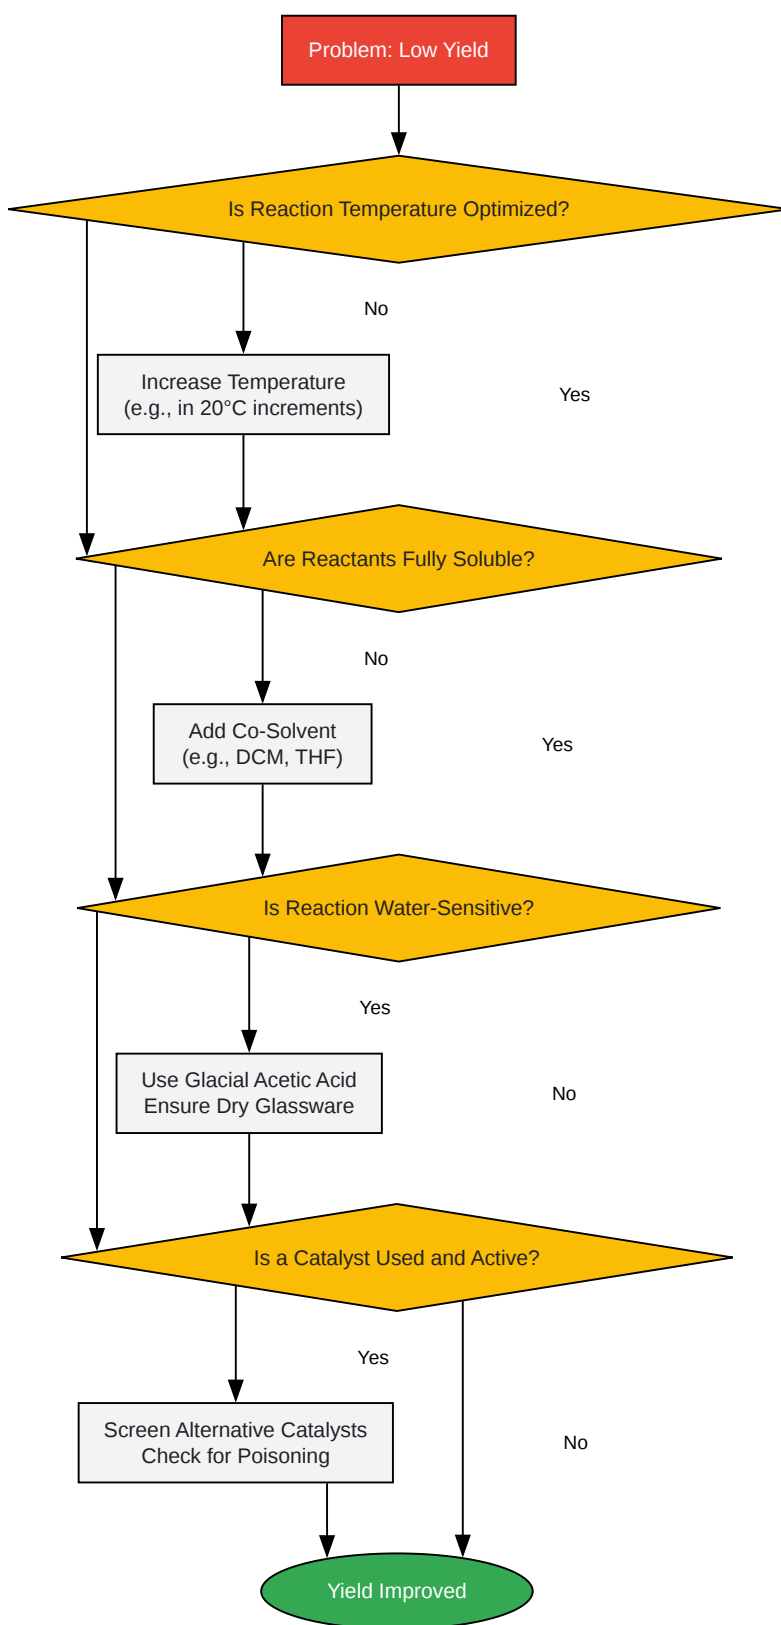 Problem: Low Yield
Is Reaction Temperature Optimized?
No
Increase Temperature
(e.g., in 20°C increments)
Yes
Are Reactants Fully Soluble?
No
Add Co-Solvent
(e.g., DCM, THF)
Yes
Is Reaction Water-Sensitive?
Yes
Use Glacial Acetic Acid
Ensure Dry Glassware
No
Is a Catalyst Used and Active?
Yes
Screen Alternative Catalysts
Check for Poisoning
No
Yield Improved